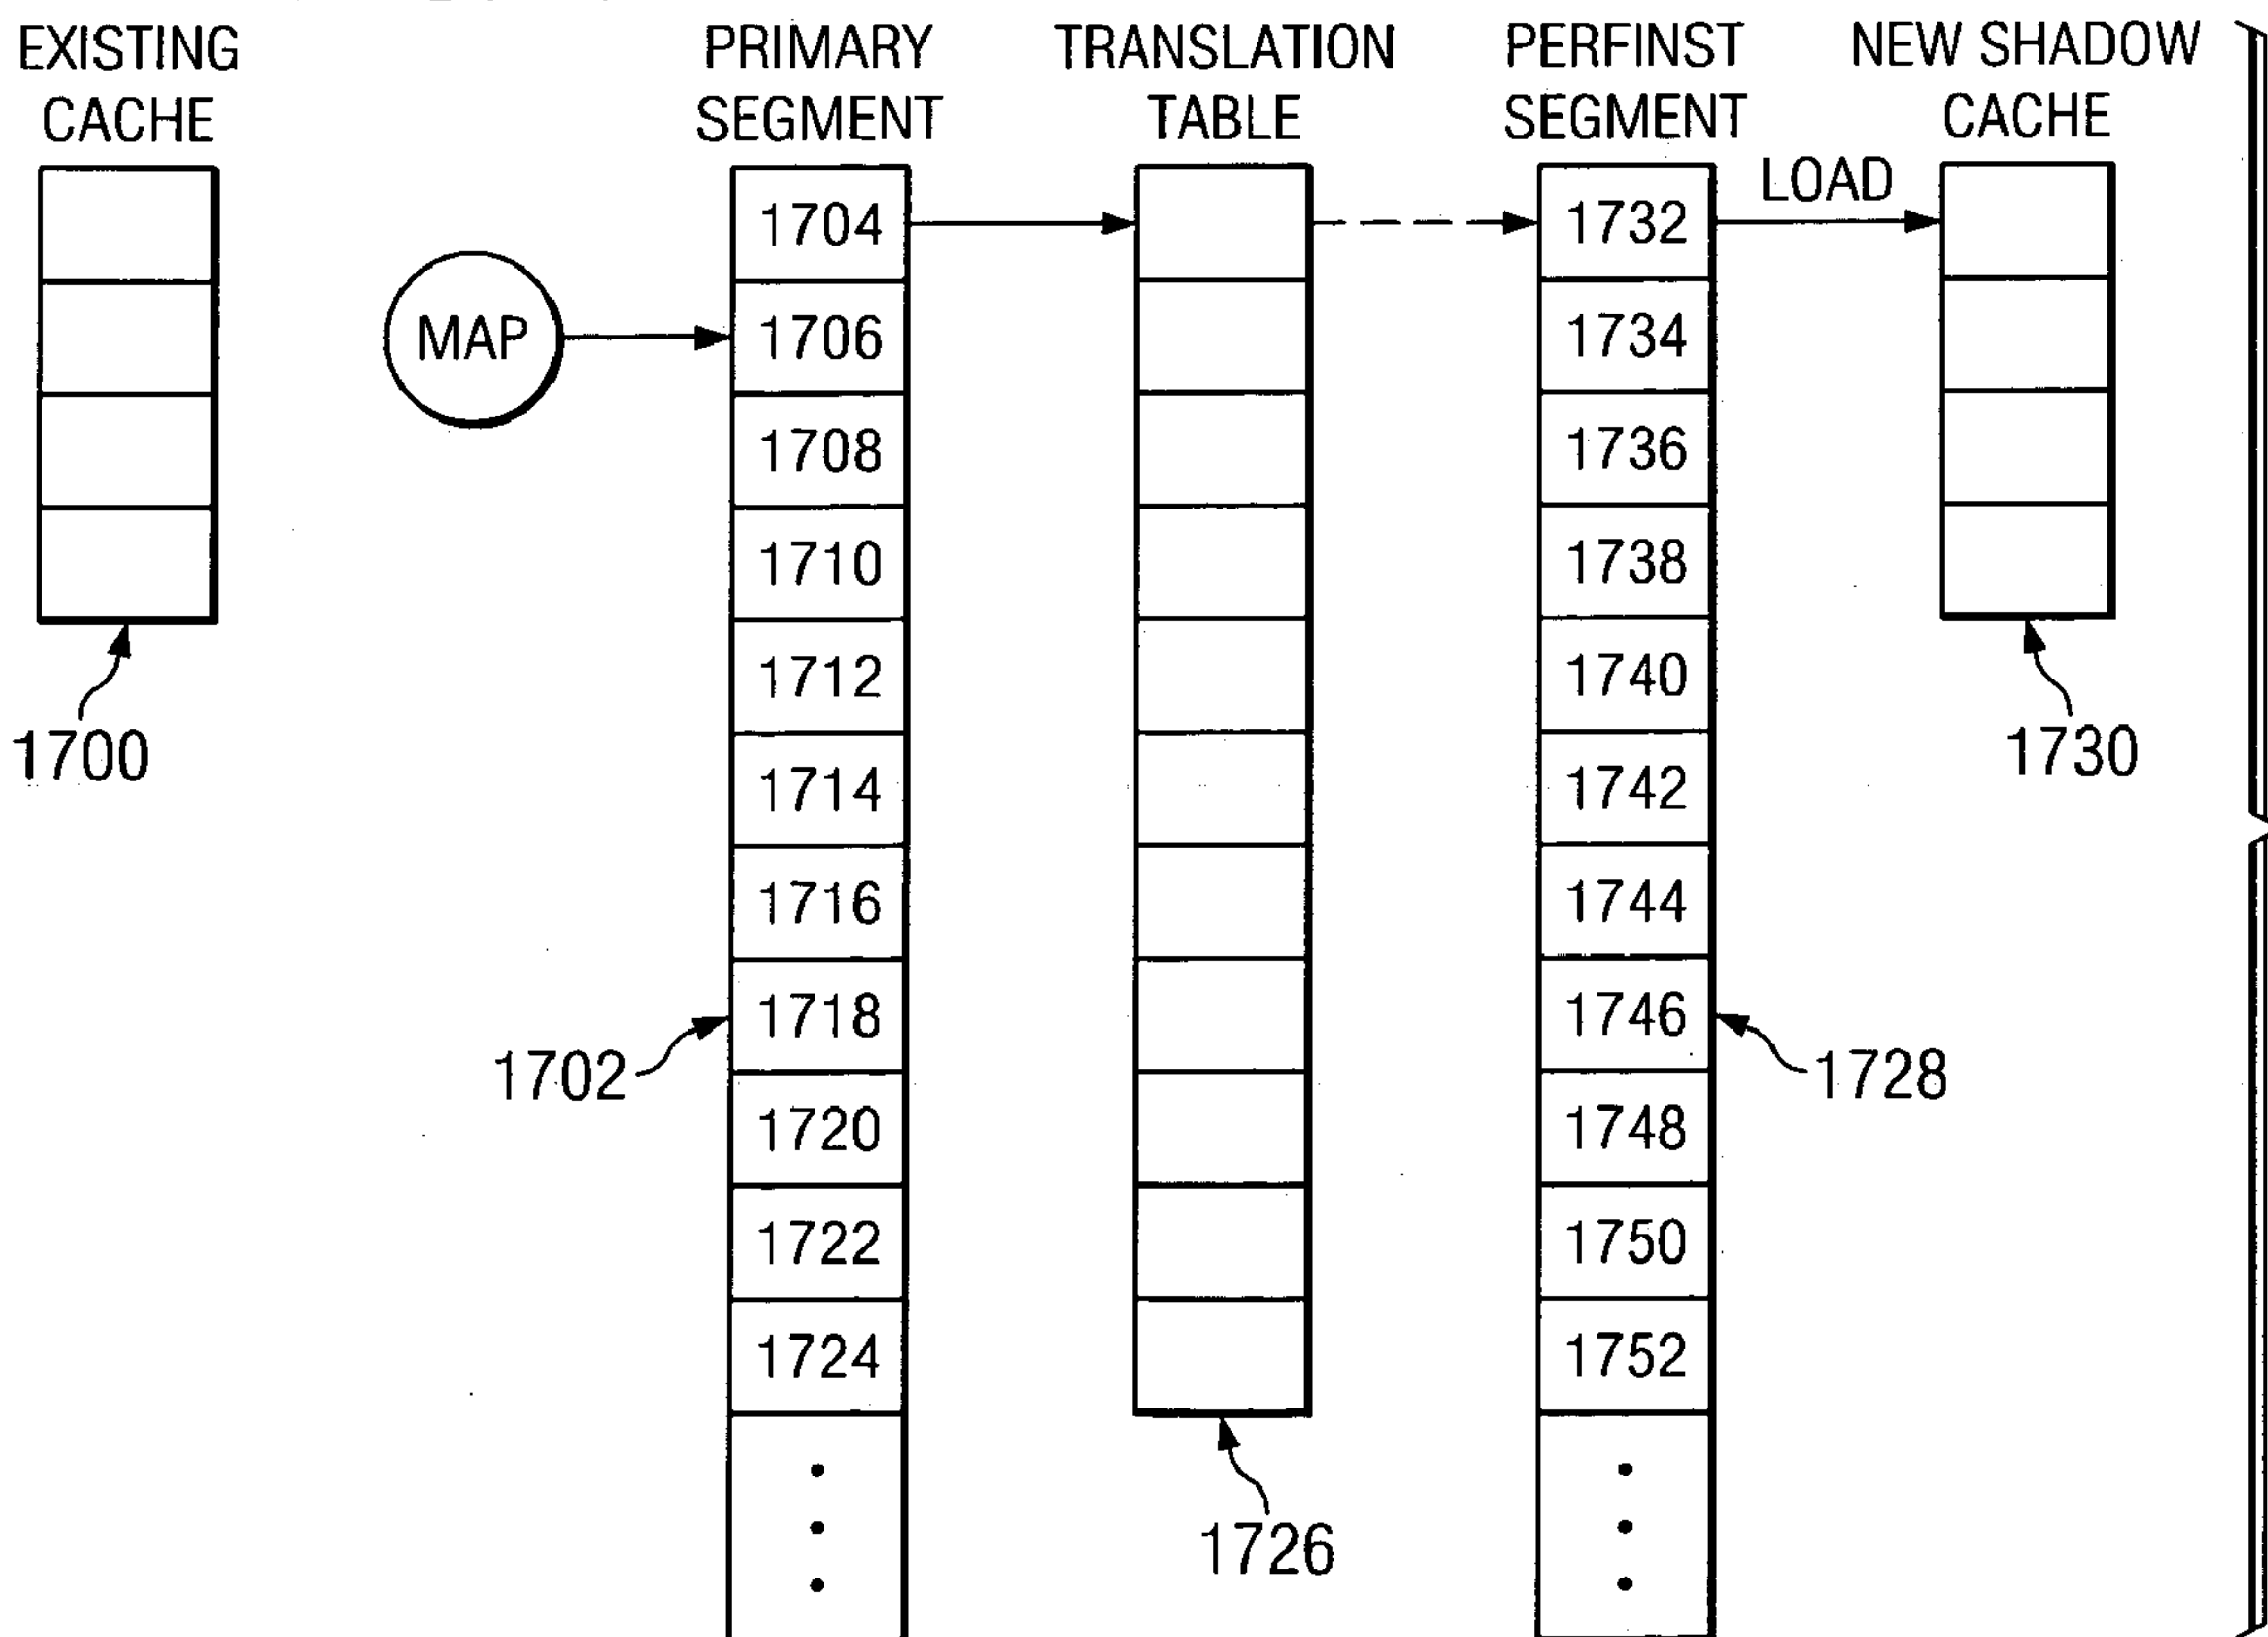 EXISTING
CACHE
PRIMARY
SEGMENT
TRANSLATION
TABLE
PERFINST
SEGMENT
NEW SHADOW
CACHE
LOAD
MAP
1704
1706
1708
1710
1712
1714
1716
1718
1720
1722
1724
1732
1734
1736
1738
1740
1742
1744
1746
1748
1750
1752
1700
1702
1726
1728
1730